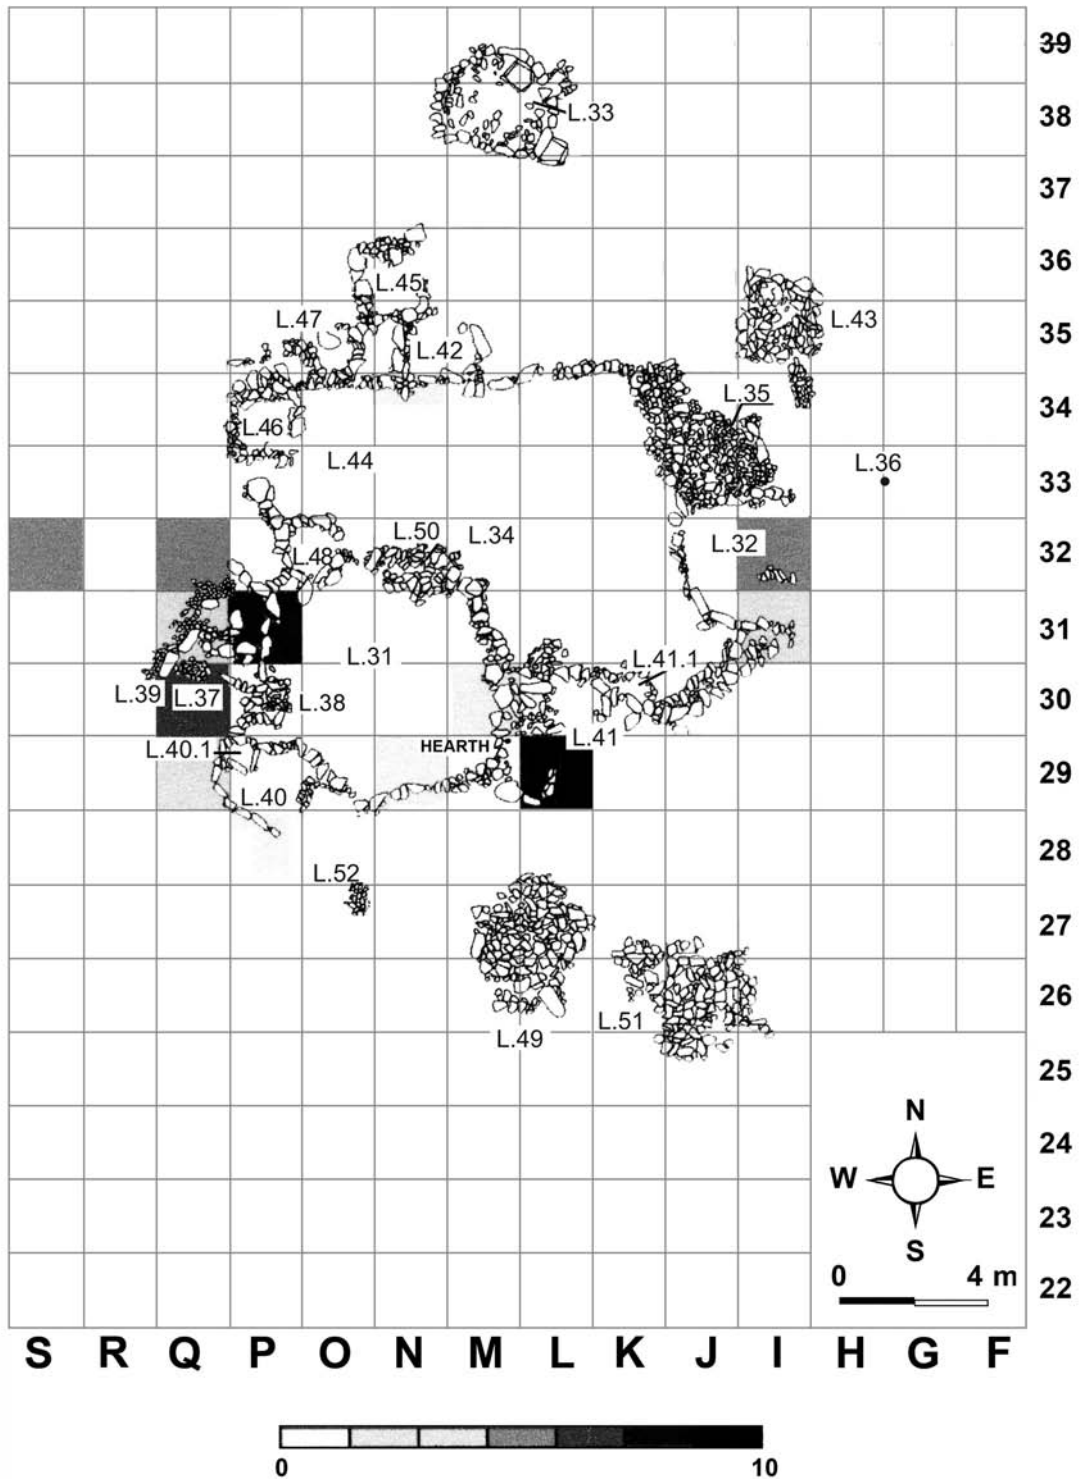 39
L.33
38
37
36
L.45
L.47
L.43
35
L.42
L.35
34
L.46
L.44
L.36
33
L.50
L.34
L.32
32
L.48
31
L.31
L.41.1
L.39
L.37
L.38
30
L.41
HEARTH
L.40.1
29
L.40
28
L.52
27
26
L.51
L.49
25
N
24
W
E
23
S
0
4 m
22
S R Q P O N M L K J I H G F
0
10